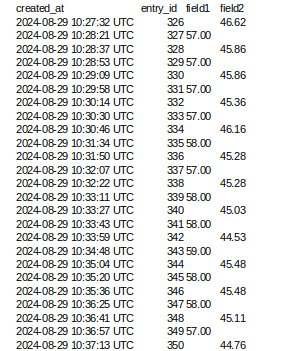 created_at entry_id field1 field2
2024-08-29 10:27:32 UTC 326 46.62
2024-08-29 10:28:21 UTC 327 57.00
2024-08-29 10:28:37 UTC 328 45.86
2024-08-29 10:28:53 UTC 329 57.00
2024-08-29 10:29:09 UTC 330 45.86
2024-08-29 10:29:58 UTC 331 57.00
2024-08-29 10:30:14 UTC 332 45.36
2024-08-29 10:30:30 UTC 333 57.00
2024-08-29 10:30:46 UTC 334 46.16
2024-08-29 10:31:34 UTC 335 58.00
2024-08-29 10:31:50 UTC 336 45.28
2024-08-29 10:32:07 UTC 337 57.00
2024-08-29 10:32:22 UTC 338 45.28
2024-08-29 10:33:11 UTC 339 58.00
2024-08-29 10:33:27 UTC 340 45.03
2024-08-29 10:33:43 UTC 341 58.00
2024-08-29 10:33:59 UTC 342 44.53
2024-08-29 10:34:48 UTC 343 59.00
2024-08-29 10:35:04 UTC 344 45.48
2024-08-29 10:35:20 UTC 345 58.00
2024-08-29 10:35:36 UTC 346 45.48
2024-08-29 10:36:25 UTC 347 58.00
2024-08-29 10:36:41 UTC 348 45.11
2024-08-29 10:36:57 UTC 349 57.00
2024-08-29 10:37:13 UTC 350 44.76